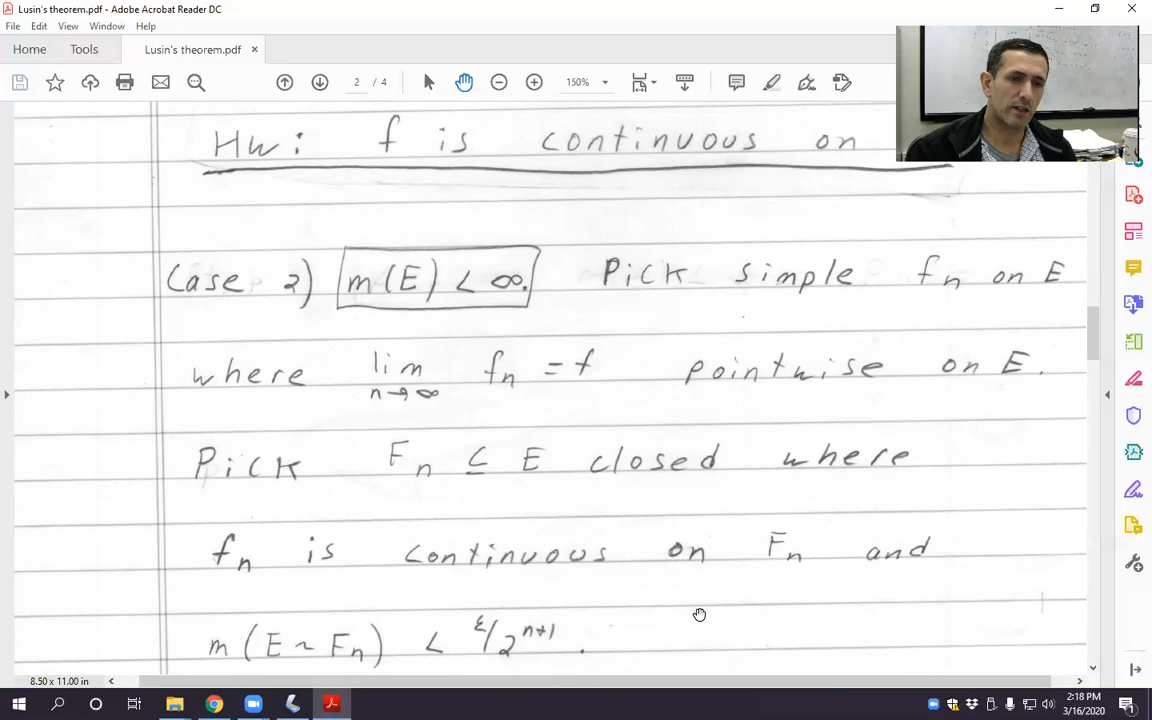 Lusin's theorem.pdf - Adobe Acrobat Reader DC
File Edit View Window Help
Home Tools Lusin's theorem.pdf ×
2 / 4 150%
HW: f is continuous on
Case 2) m(E) < ∞. Pick simple fn on E
where lim n→∞ fn = f pointwise on E.
Pick Fn ⊆ E closed where
fn is continuous on Fn and
m(E ~ Fn) < ε/2^n+1.
8.50 x 11.00 in
2:18 PM
3/16/2020